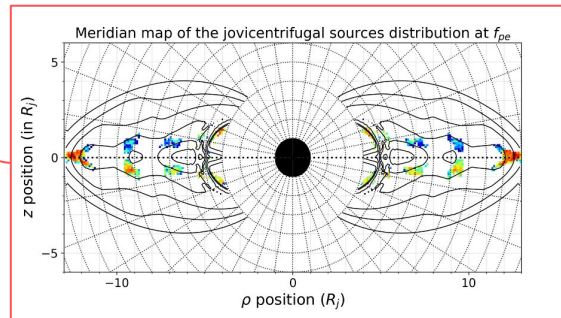 Meridian map of the jovicentrifugal sources distribution at f_pe
z position (in R_j)
5
0
−5
−10
0
10
ρ position (R_j)